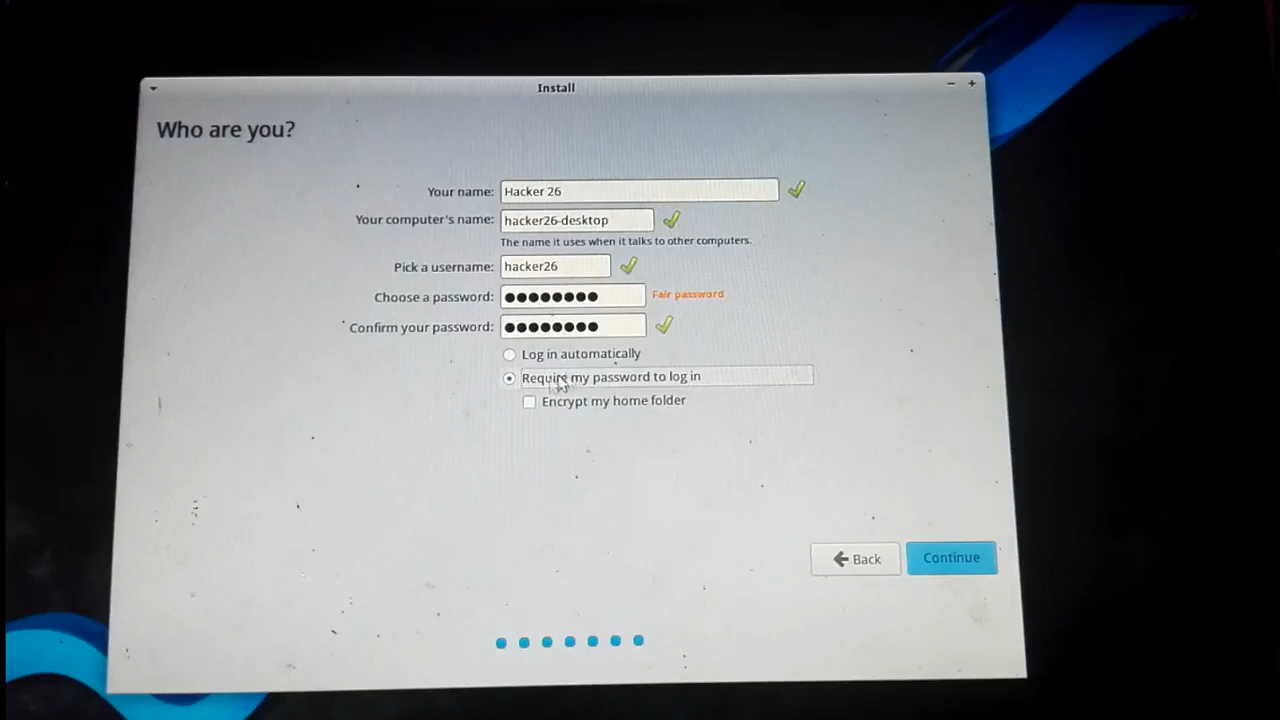 Install
Who are you?
Your name: Hacker 26
Your computer's name: hacker26-desktop
The name it uses when it talks to other computers.
Pick a username: hacker26
Choose a password: ●●●●●●●● Fair password
Confirm your password: ●●●●●●●●
Log in automatically
Require my password to log in
Encrypt my home folder
Back Continue